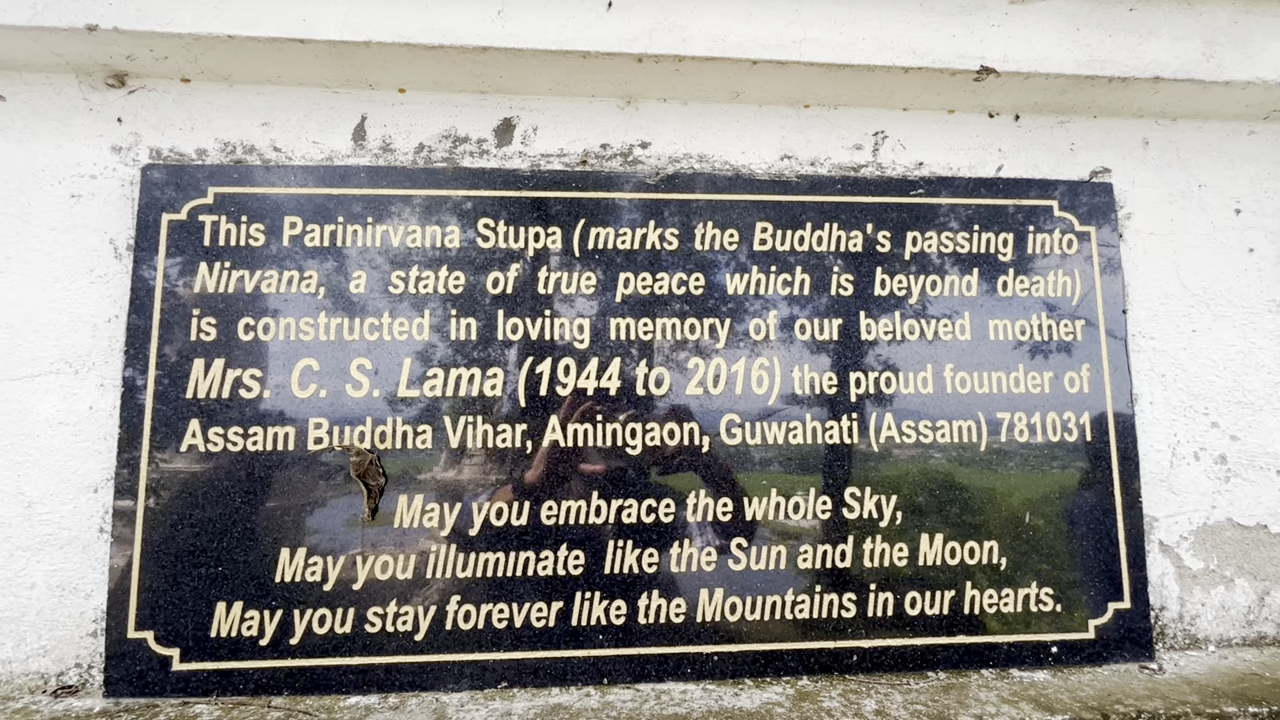 This Parinirvana Stupa (marks the Buddha's passing into
Nirvana, a state of true peace which is beyond death)
is constructed in loving memory of our beloved mother
Mrs. C. S. Lama (1944 to 2016) the proud founder of
Assam Buddha Vihar, Amingaon, Guwahati (Assam) 781031
May you embrace the whole Sky,
May you illuminate like the Sun and the Moon,
May you stay forever like the Mountains in our hearts.